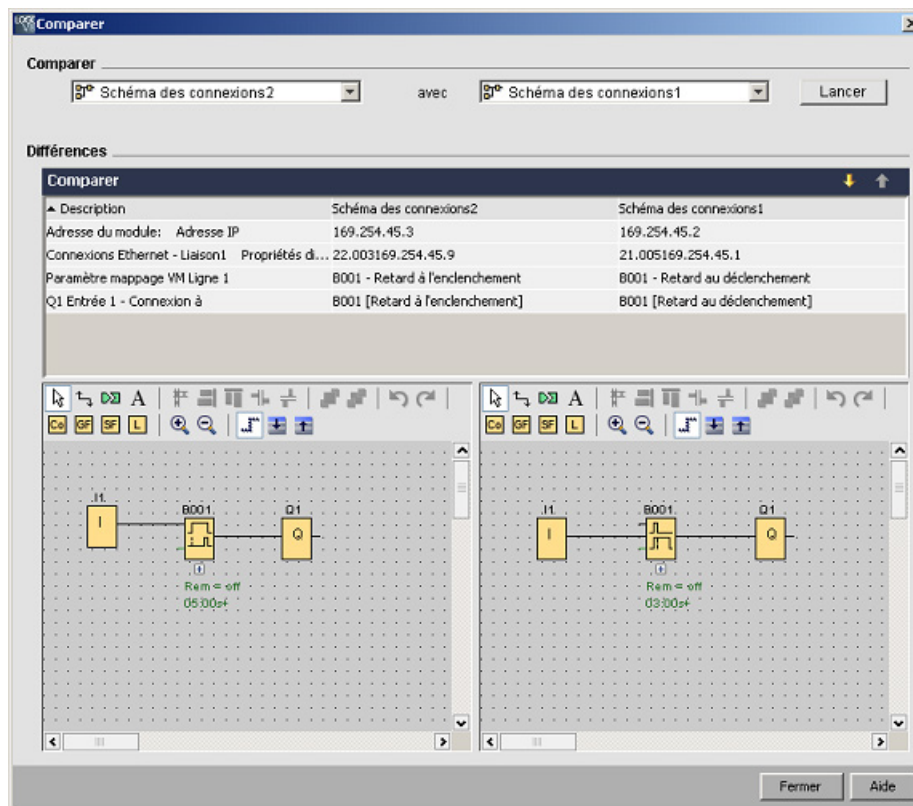 Comparer
Comparer
Schéma des connexions2 avec Schéma des connexions1 Lancer
Différences
Comparer
Description Schéma des connexions2 Schéma des connexions1
Adresse du module: Adresse IP 169.254.45.3 169.254.45.2
Connexions Ethernet - Liaison1 Propriétés di... 22.003169.254.45.9 21.005169.254.45.1
Paramètre mappage VM Ligne 1 B001 - Retard à l'enclenchement B001 - Retard au déclenchement
Q1 Entrée 1 - Connexion à B001 [Retard à l'enclenchement] B001 [Retard au déclenchement]
A A
Co GF SF L Co GF SF L
I1 B001 Q1 I1 B001 Q1
I Q I Q
Rem = off Rem = off
05:00s+ 03:00s+
Fermer Aide